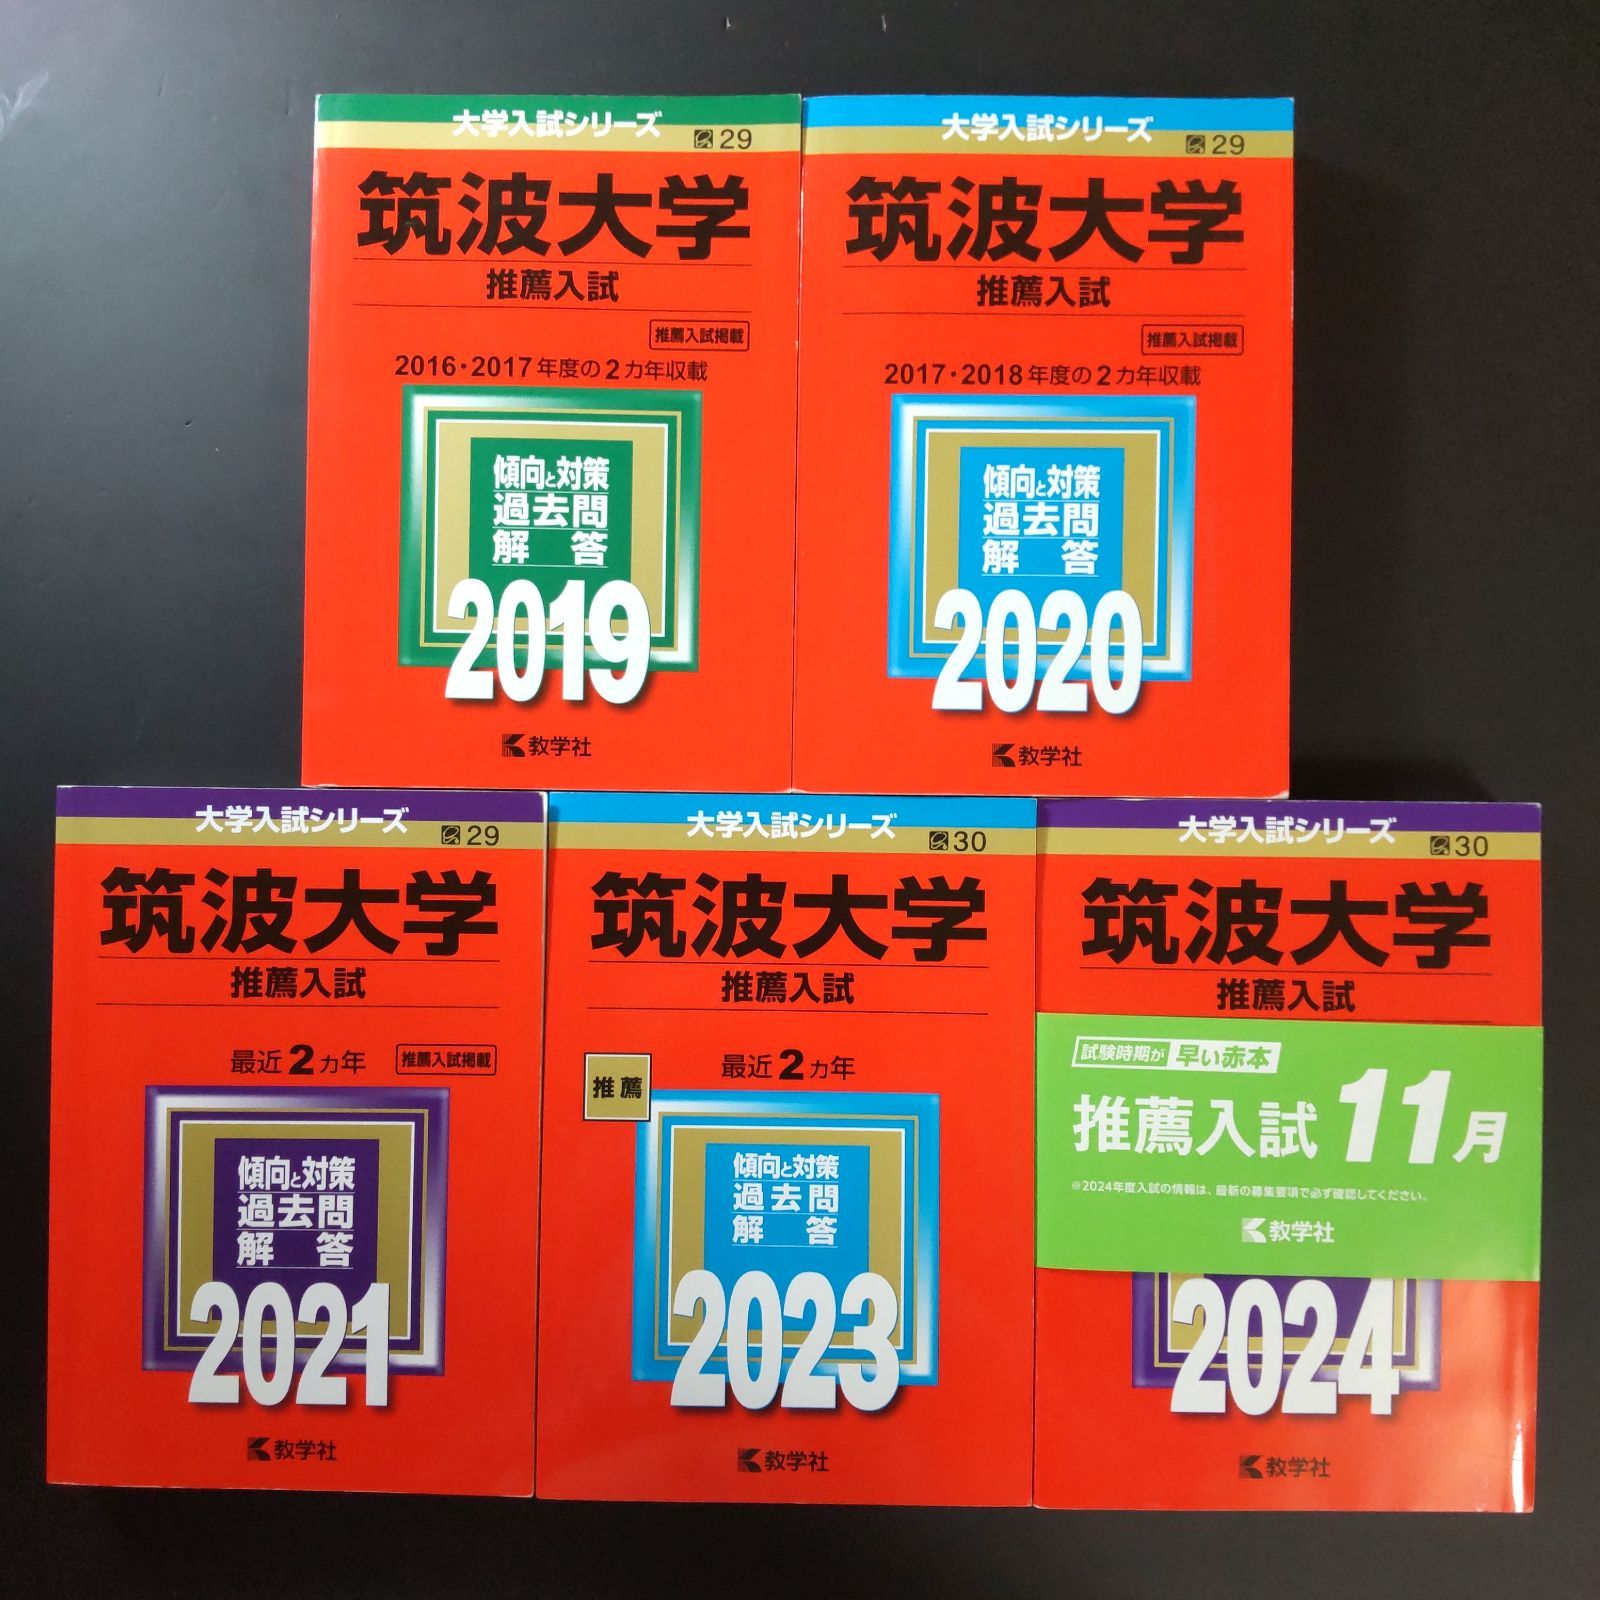 大学入試シリーズ
29
筑波大学
推薦入試
推薦入試掲載
2016・2017年度の2カ年収載
傾向と対策
過去問
解答
2019
教学社
大学入試シリーズ
29
筑波大学
推薦入試
推薦入試掲載
2017・2018年度の2カ年収載
傾向と対策
過去問
解答
2020
教学社
大学入試シリーズ
29
筑波大学
推薦入試
最近2カ年
推薦入試掲載
傾向と対策
過去問
解答
2021
教学社
大学入試シリーズ
30
筑波大学
推薦入試
最近2カ年
推薦
傾向と対策
過去問
解答
2023
教学社
大学入試シリーズ
30
筑波大学
推薦入試
試験時期が早い赤本
推薦入試11月
※2024年度入試の情報は、最新の募集要項で必ず確認してください。
教学社
2024
教学社